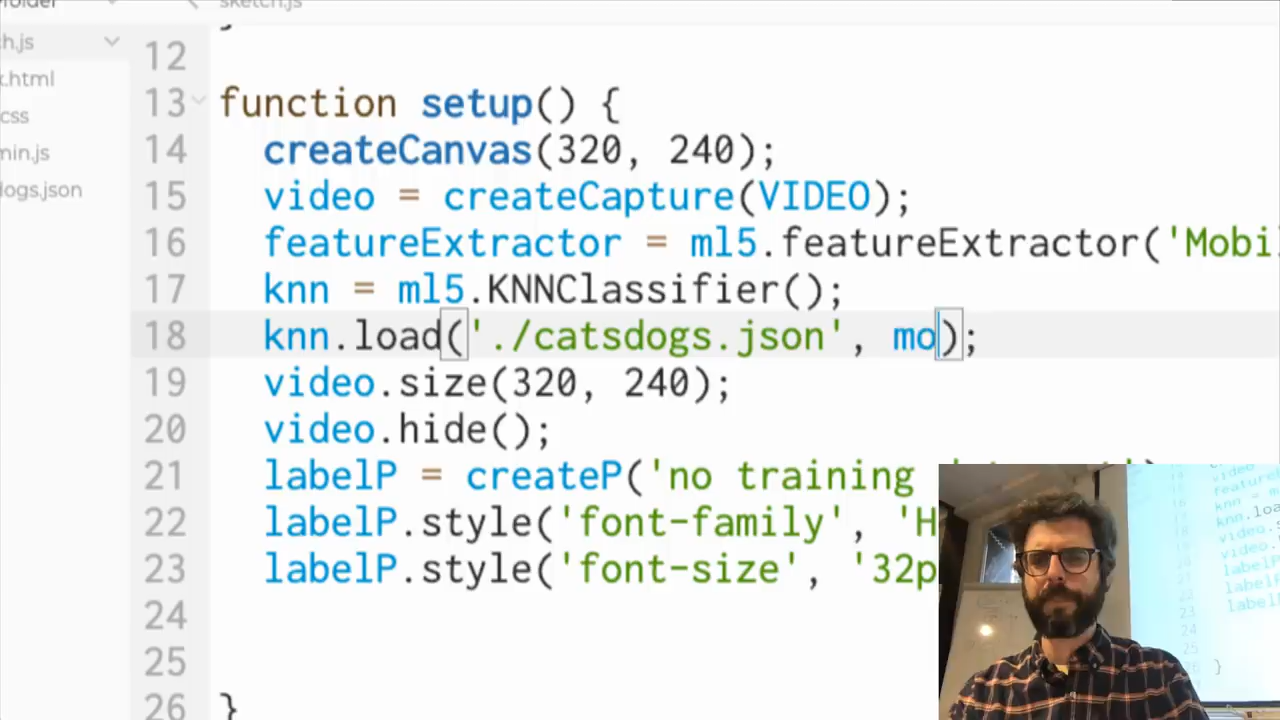 sketch.js
h.js
.html
css
min.js
dogs.json
12
13 function setup() {
14 createCanvas(320, 240);
15 video = createCapture(VIDEO);
16 featureExtractor = ml5.featureExtractor('Mobi
17 knn = ml5.KNNClassifier();
18 knn.load('./catsdogs.json', mo);
19 video.size(320, 240);
20 video.hide();
21 labelP = createP('no training
22 labelP.style('font-family', 'H
23 labelP.style('font-size', '32p
24
25
26 }